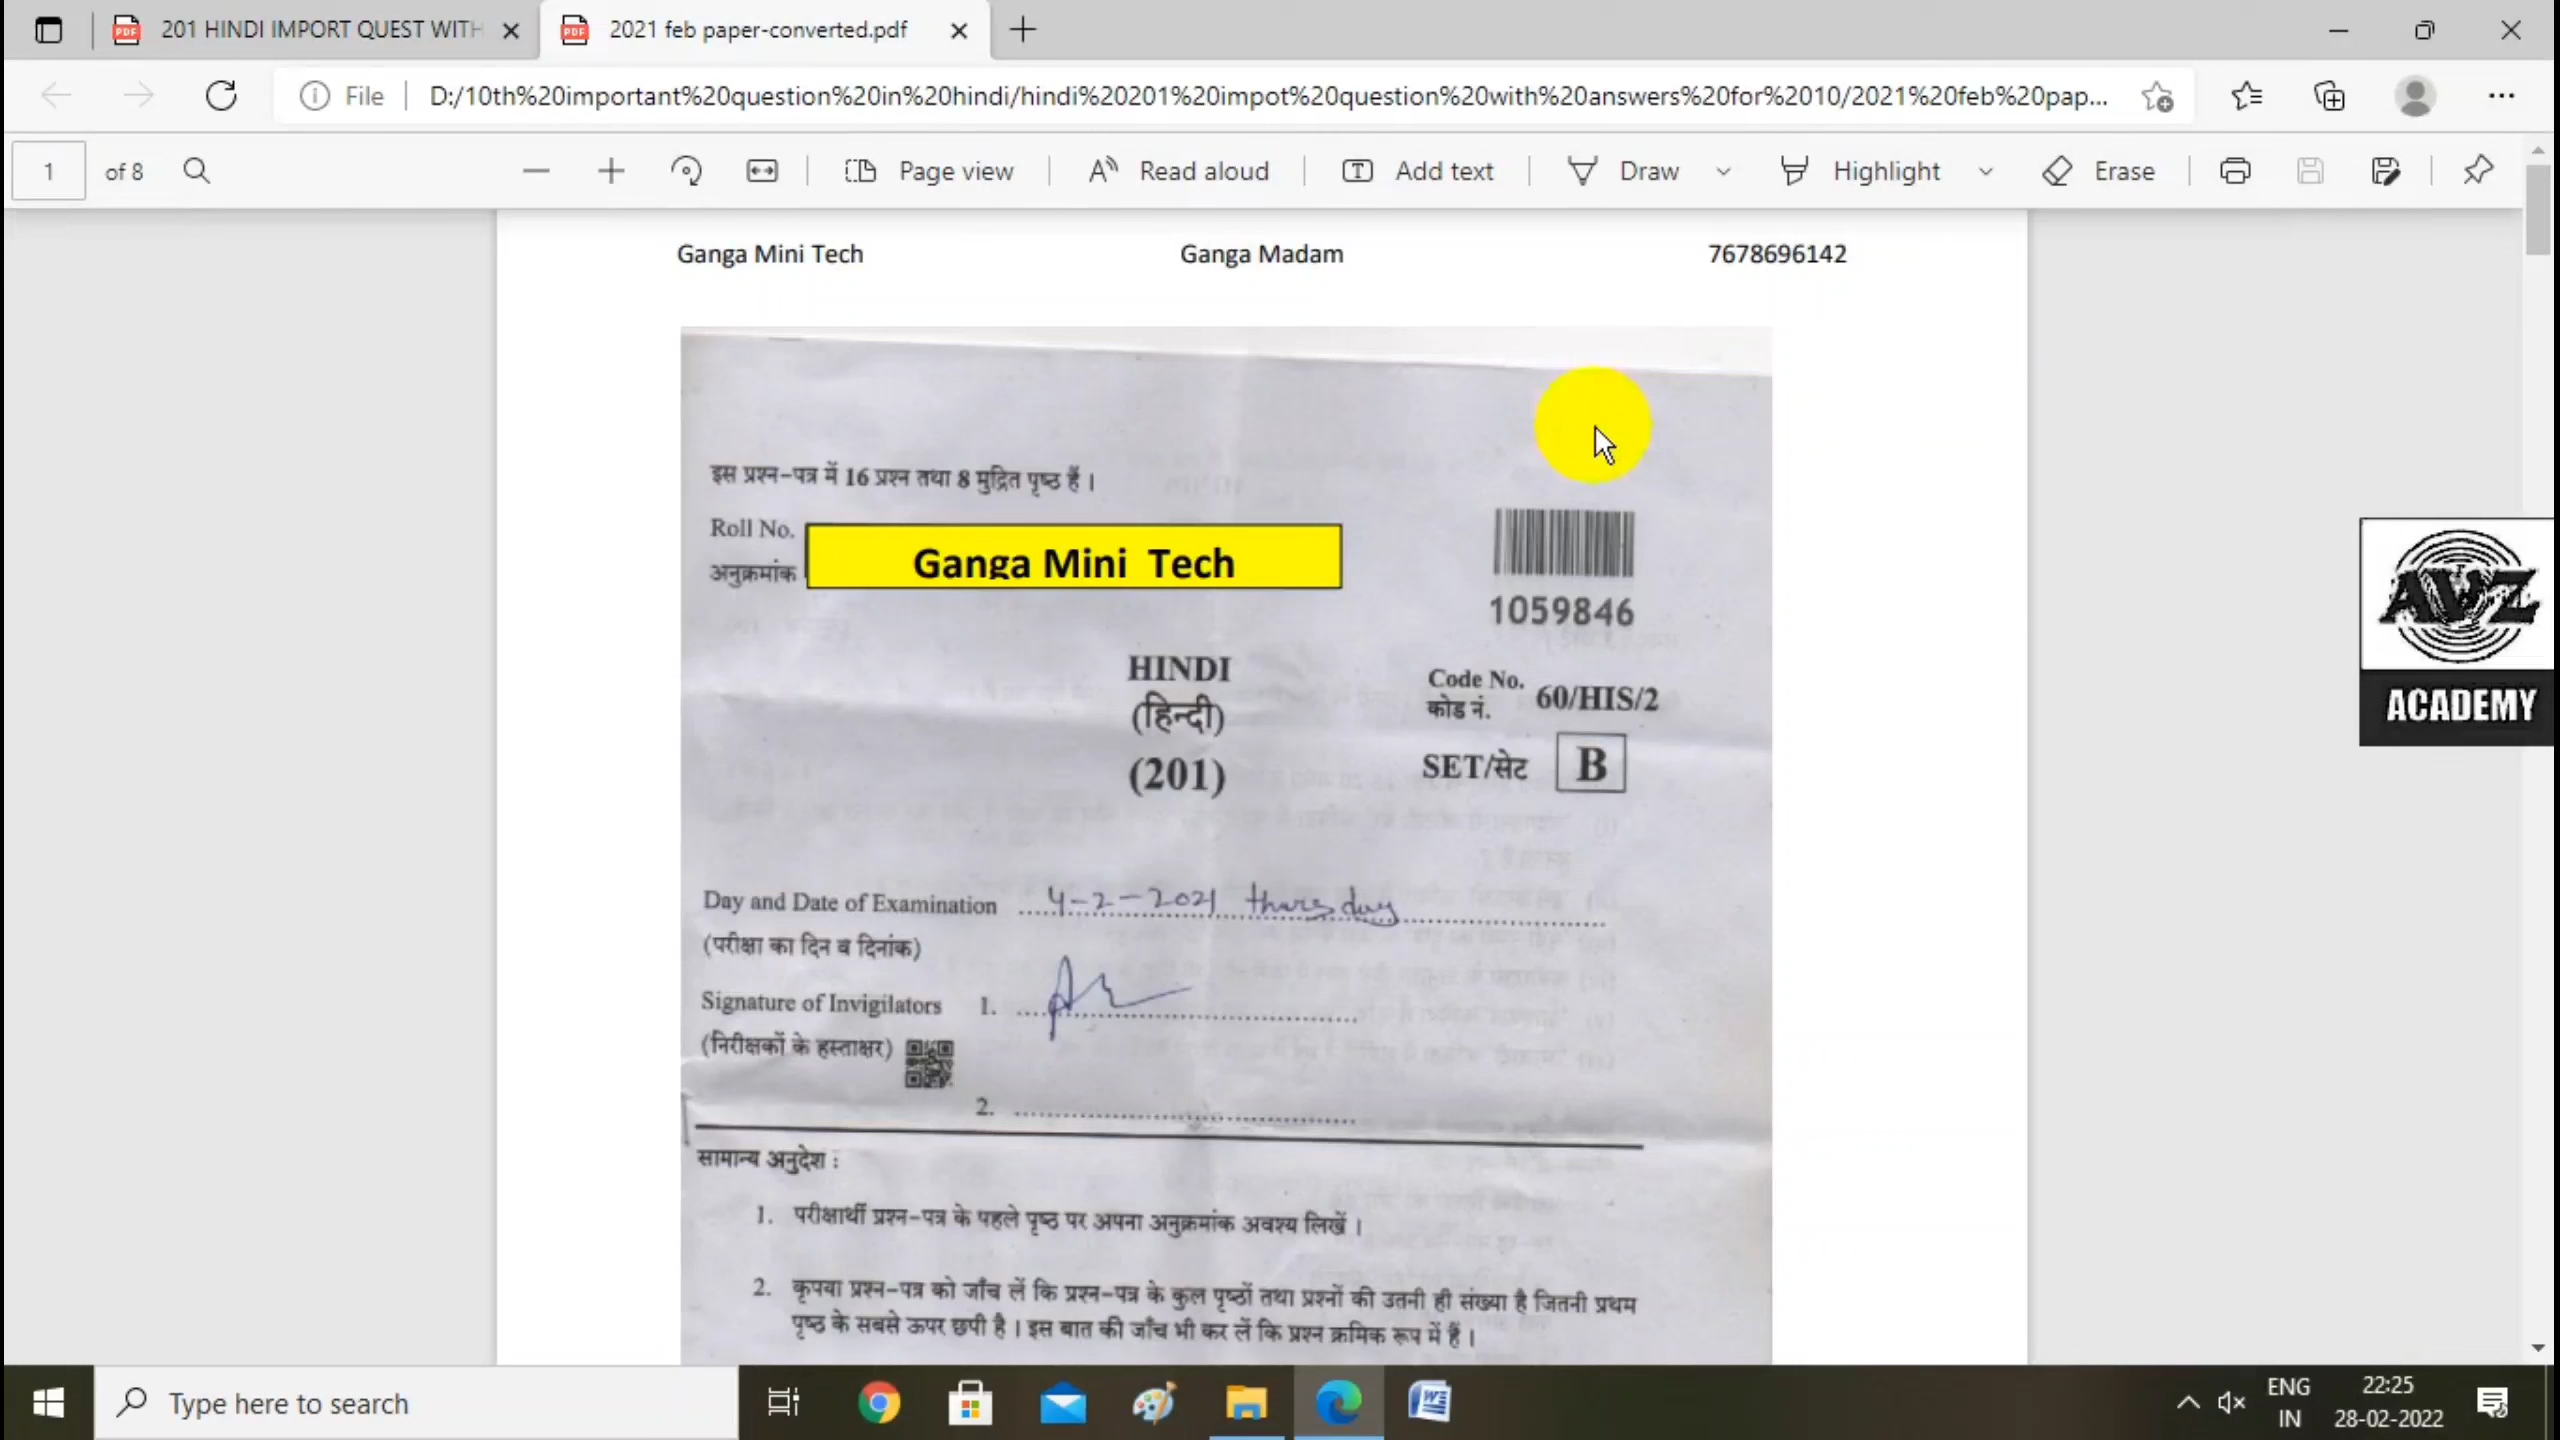 201 HINDI IMPORT QUEST WITH
2021 feb paper-converted.pdf
File
D:/10th%20important%20question%20in%20hindi/hindi%20201%20impot%20question%20with%20answers%20for%2010/2021%20feb%20pap...
1 of 8
Page view
Read aloud
Add text
Draw
Highlight
Erase
Ganga Mini Tech Ganga Madam 7678696142
इस प्रश्न-पत्र में 16 प्रश्न तथा 8 मुद्रित पृष्ठ हैं ।
Roll No.
अनुक्रमांक
Ganga Mini Tech
1059846
HINDI
(हिन्दी)
(201)
Code No.
कोड नं.
60/HIS/2
SET/सेट B
Day and Date of Examination 4-2-2021 thursday
(परीक्षा का दिन व दिनांक)
Signature of Invigilators 1.
(निरीक्षकों के हस्ताक्षर)
2.
सामान्य अनुदेश :
1. परीक्षार्थी प्रश्न-पत्र के पहले पृष्ठ पर अपना अनुक्रमांक अवश्य लिखें ।
2. कृपया प्रश्न-पत्र को जाँच लें कि प्रश्न-पत्र के कुल पृष्ठों तथा प्रश्नों की उतनी ही संख्या है जितनी प्रथम
पृष्ठ के सबसे ऊपर छपी है । इस बात की जाँच भी कर लें कि प्रश्न क्रमिक रूप में हैं ।
AVZ
ACADEMY
Type here to search
ENG
IN
22:25
28-02-2022